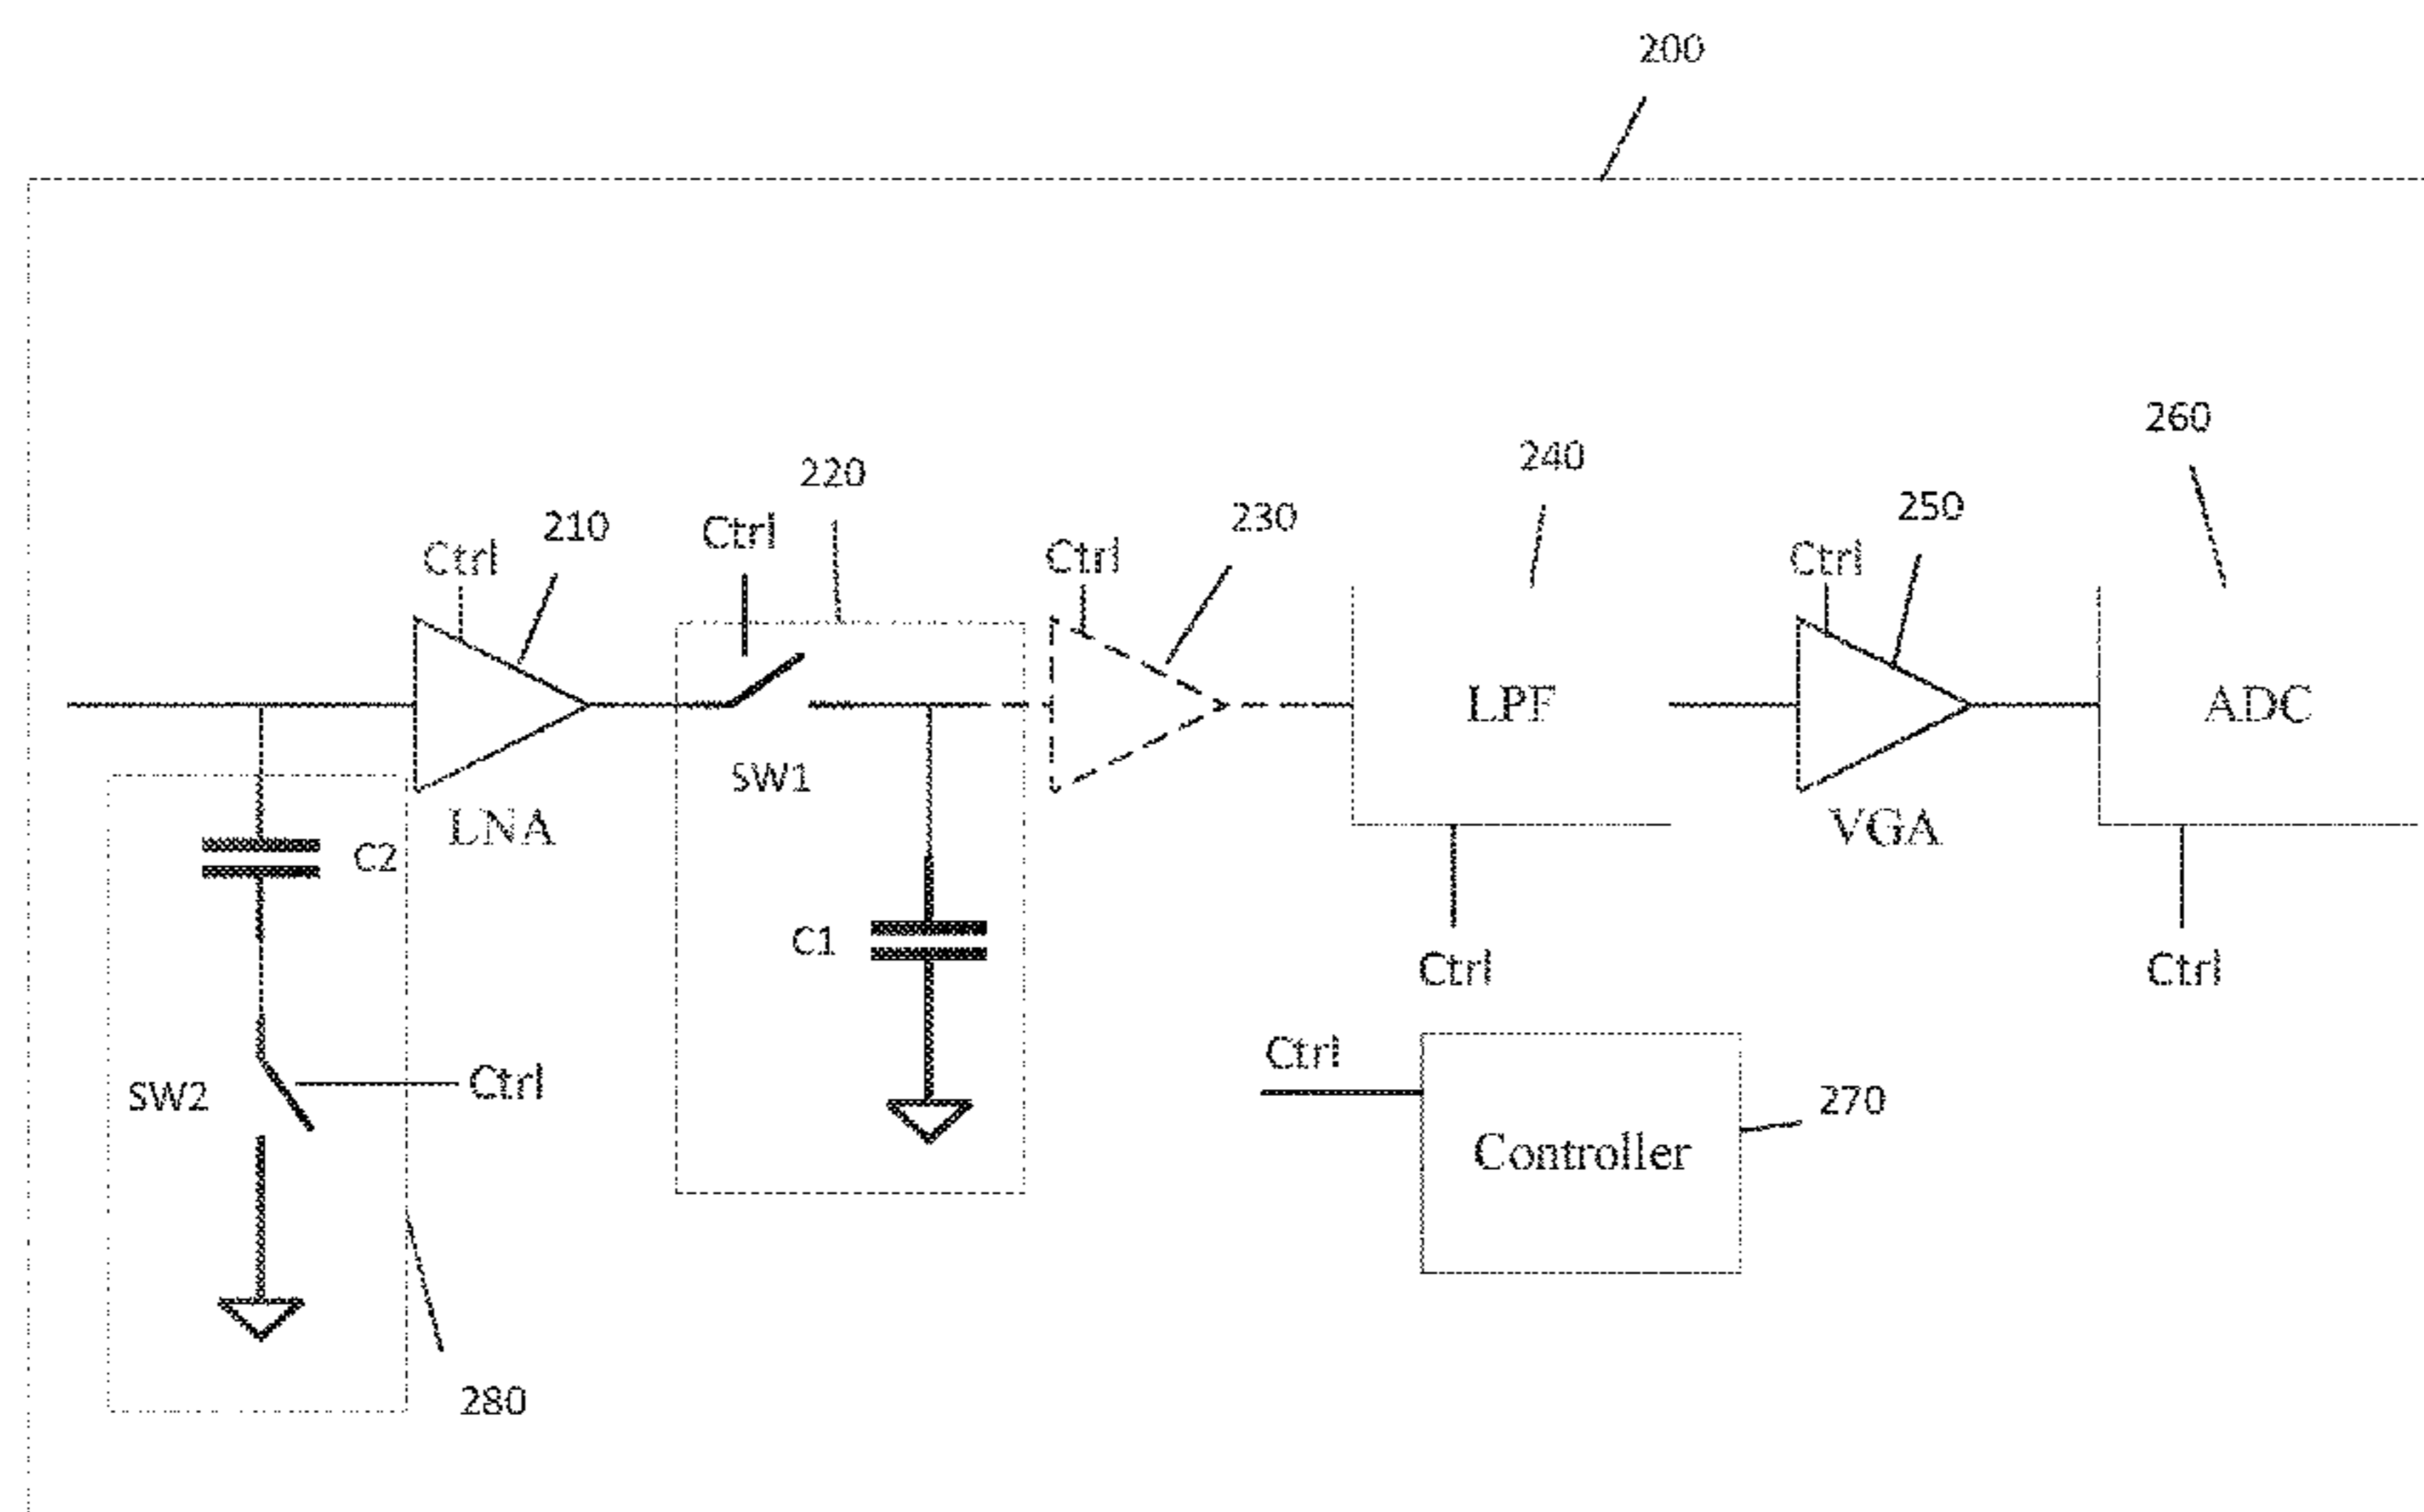 200
260
240
220
250
230
210
Ctrl
Ctrl
Ctrl
Ctrl
LPF
ADC
SW1
LNA
VGA
C2
C1
Ctrl
Ctrl
Ctrl
SW2
Ctrl
270
Controller
280